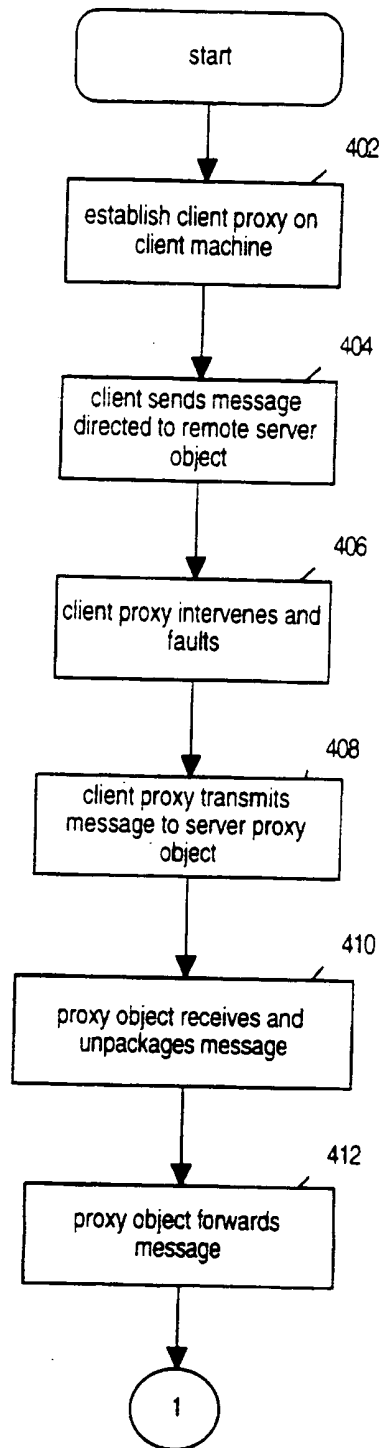 start
402
establish client proxy on
client machine
404
client sends message
directed to remote server
object
406
client proxy intervenes and
faults
408
client proxy transmits
message to server proxy
object
410
proxy object receives and
unpackages message
412
proxy object forwards
message
1